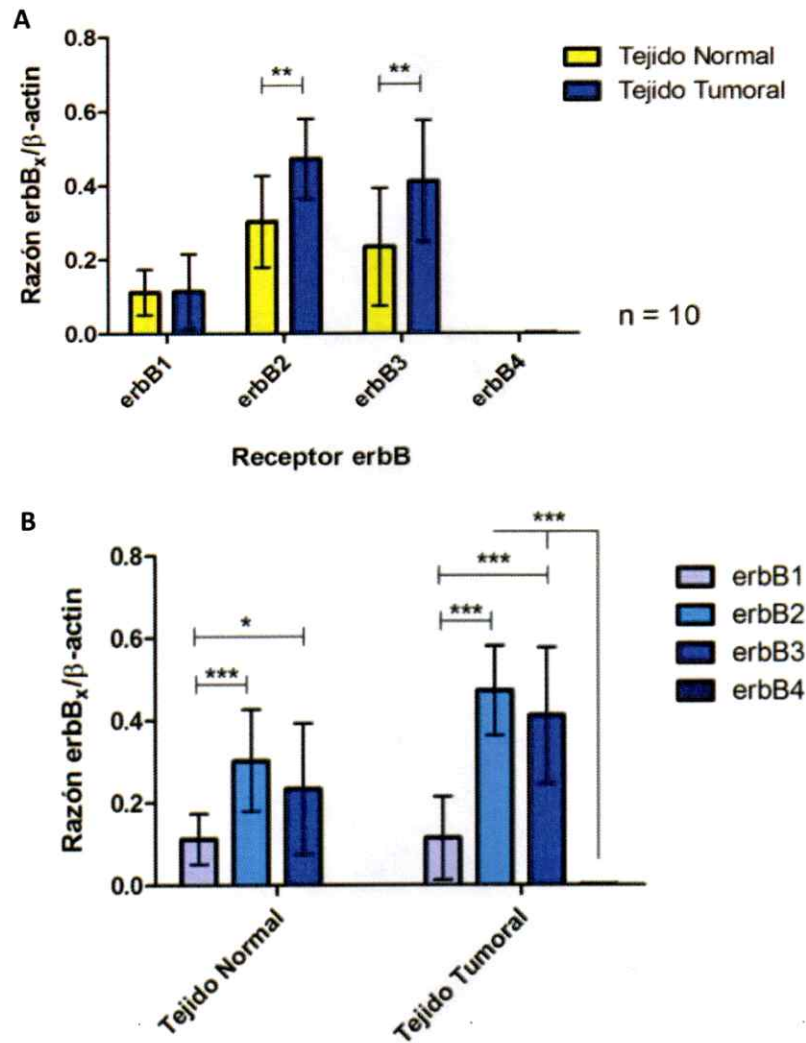 A
Razón erbBₓ/β-actin
0.8
0.6
0.4
0.2
0.0
**
**
Tejido Normal
Tejido Tumoral
n = 10
erbB1
erbB2
erbB3
erbB4
Receptor erbB
B
Razón erbBₓ/β-actin
0.8
0.6
0.4
0.2
0.0
*
***
***
***
***
erbB1
erbB2
erbB3
erbB4
Tejido Normal
Tejido Tumoral